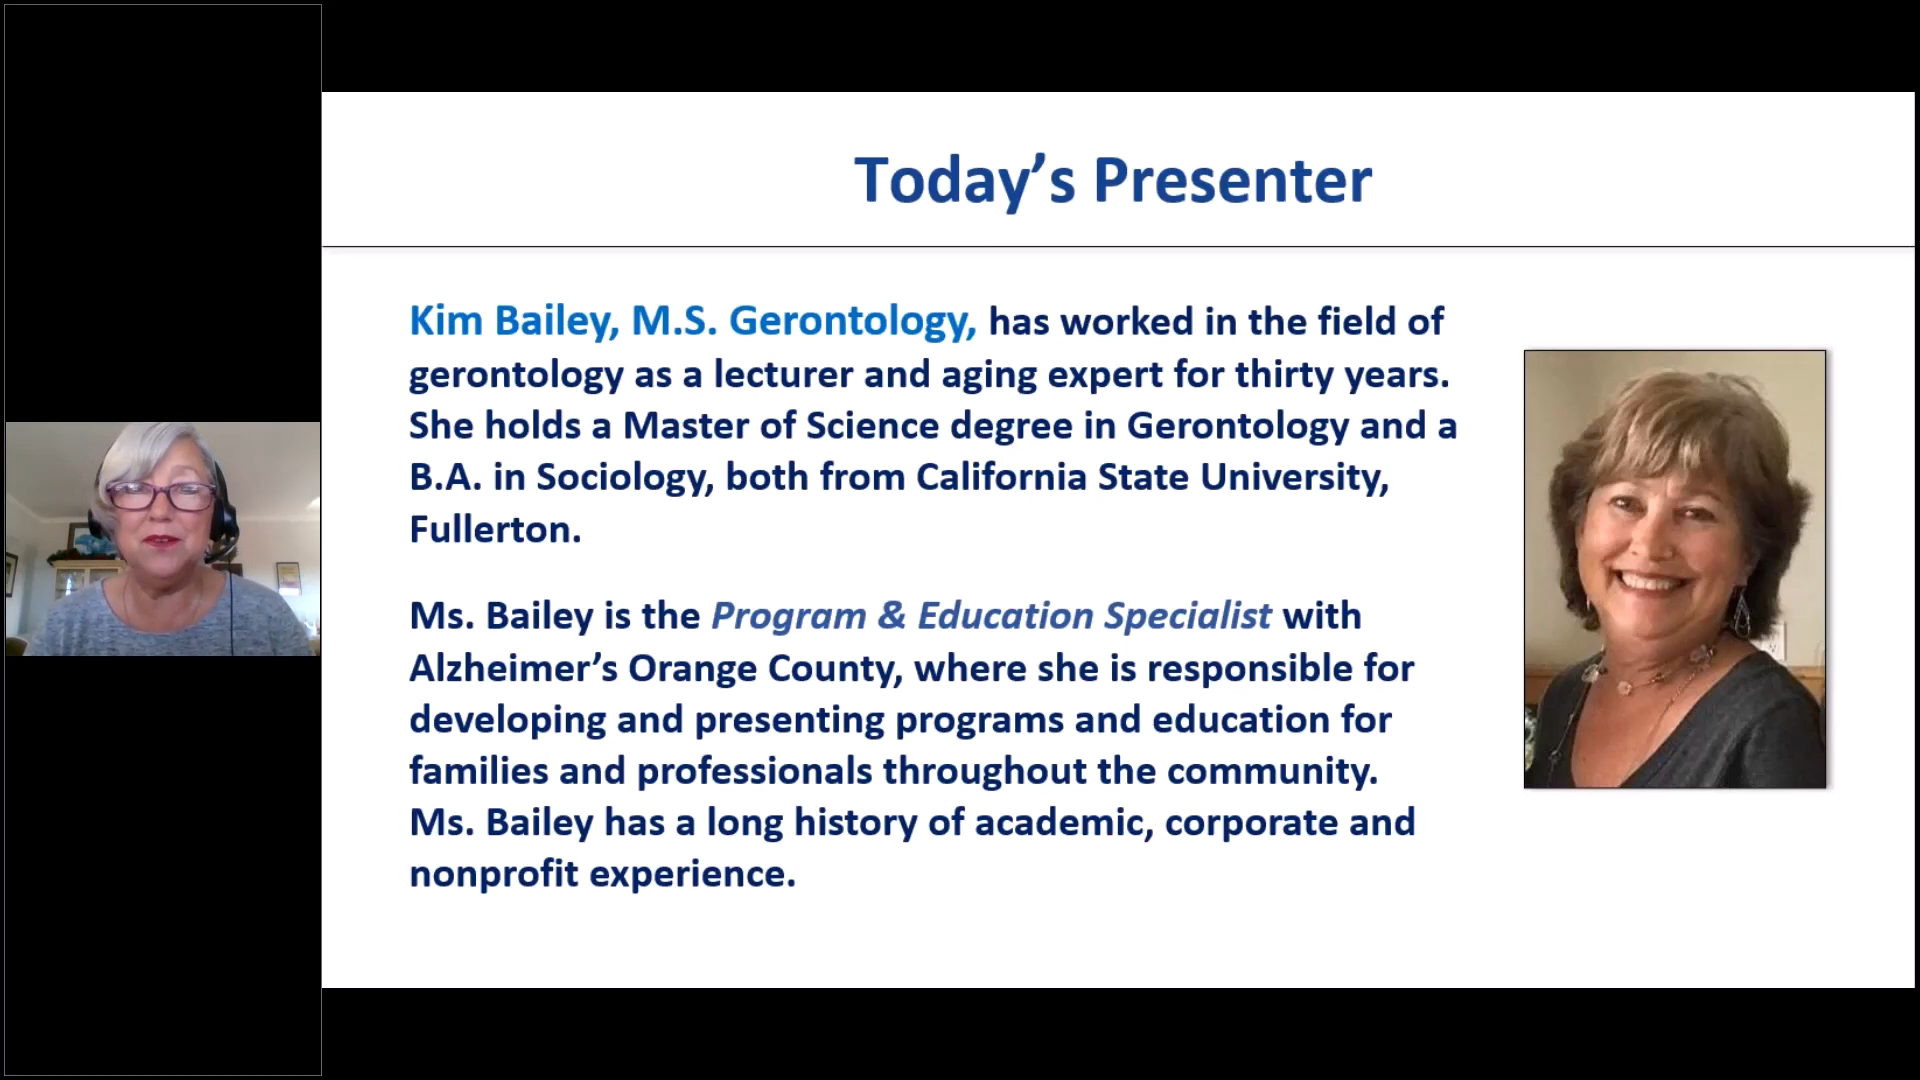 Today's Presenter
Kim Bailey, M.S. Gerontology, has worked in the field of
gerontology as a lecturer and aging expert for thirty years.
She holds a Master of Science degree in Gerontology and a
B.A. in Sociology, both from California State University,
Fullerton.
Ms. Bailey is the Program & Education Specialist with
Alzheimer's Orange County, where she is responsible for
developing and presenting programs and education for
families and professionals throughout the community.
Ms. Bailey has a long history of academic, corporate and
nonprofit experience.